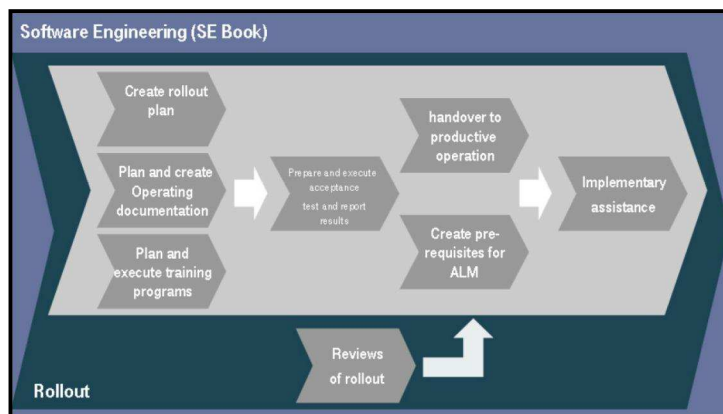 Software Engineering (SE Book)
Create rollout
plan
Plan and create
Operating
documentation
Plan and
execute training
programs
Prepare and execute
acceptance
test and report
results
handover to
productive
operation
Create pre-
requisites for
ALM
Implementary
assistance
Reviews
of rollout
Rollout